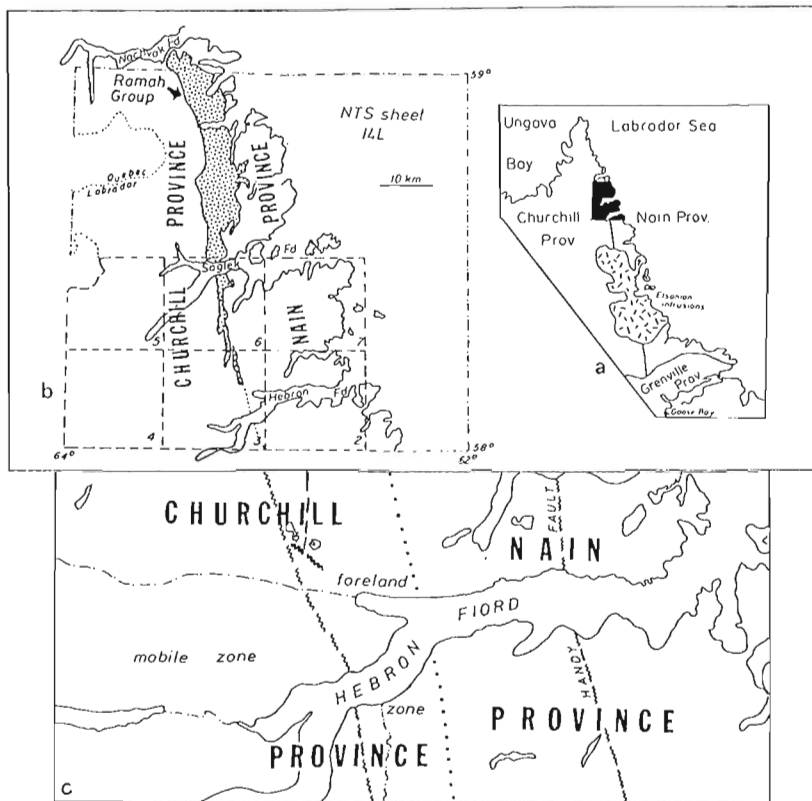 Nachvak Fd
Ramah
Group
59°
NTS sheet
14L
10 km
PROVINCE
PROVINCE
Quebec
Labrador
Saglek
Fd
CHURCHILL
NAIN
5
6
7
b
Hebron
Fd
4
3
2
64°
62°
58°
Ungava
Bay
Labrador Sea
Churchill
Prov
Nain Prov.
Elsonian
intrusions
a
Grenville
Prov
Goose Bay
CHURCHILL
NAIN
FAULT
foreland
FIORD
mobile zone
HEBRON
HANDY
zone
PROVINCE
PROVINCE
c